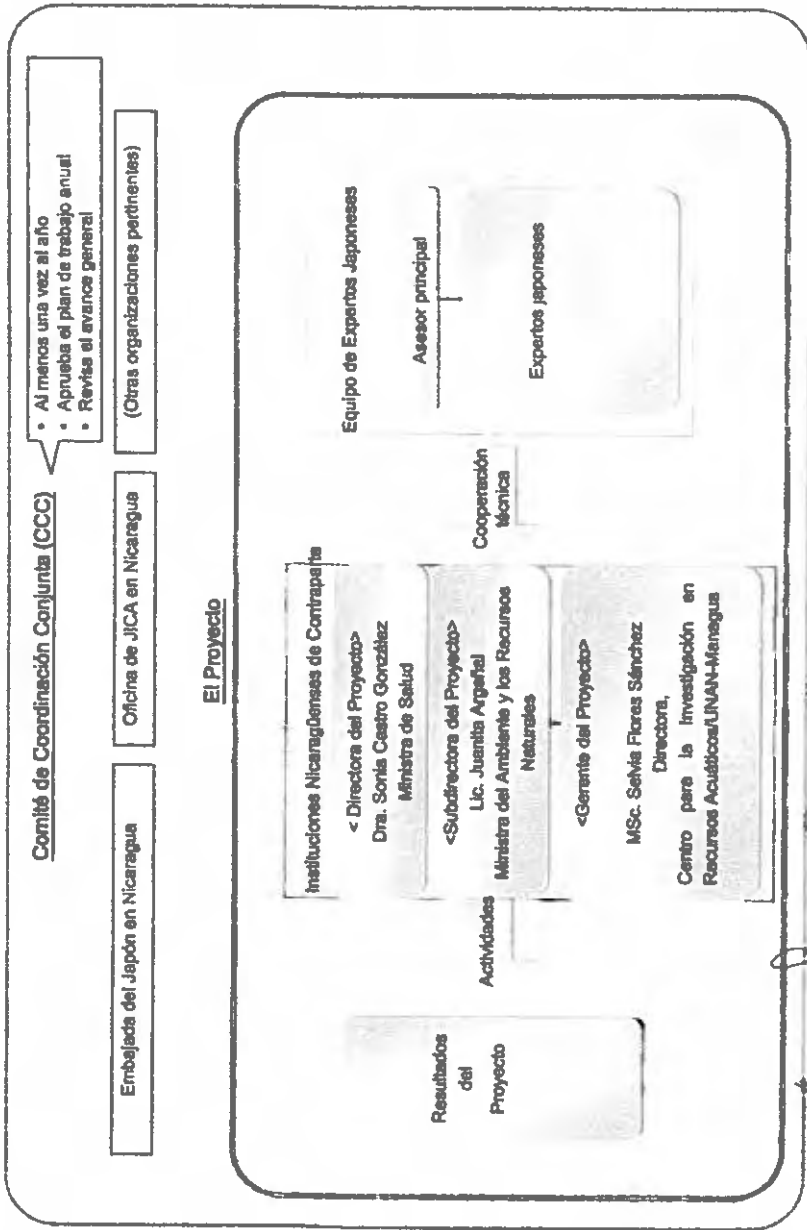 Comité de Coordinación Conjunta (CCC)
• Al menos una vez al año
• Aprueba el plan de trabajo anual
• Revisa el avance general
Embajada del Japón en Nicaragua
Oficina de JICA en Nicaragua
(Otras organizaciones pertinentes)
El Proyecto
Resultados
del
Proyecto
Actividades
Instituciones Nicaragüenses de Contraparte
< Directora del Proyecto>
Dra. Sonia Castro González
Ministra de Salud
<Subdirectora del Proyecto>
Lic. Juanita Argeñal
Ministra del Ambiente y los Recursos
Naturales
<Gerente del Proyecto>
MSc. Selvia Flores Sánchez
Directora,
Centro para la Investigación en
Recursos Acuáticos/UNAN-Managua
Cooperación
técnica
Equipo de Expertos Japoneses
Asesor principal
Expertos japoneses